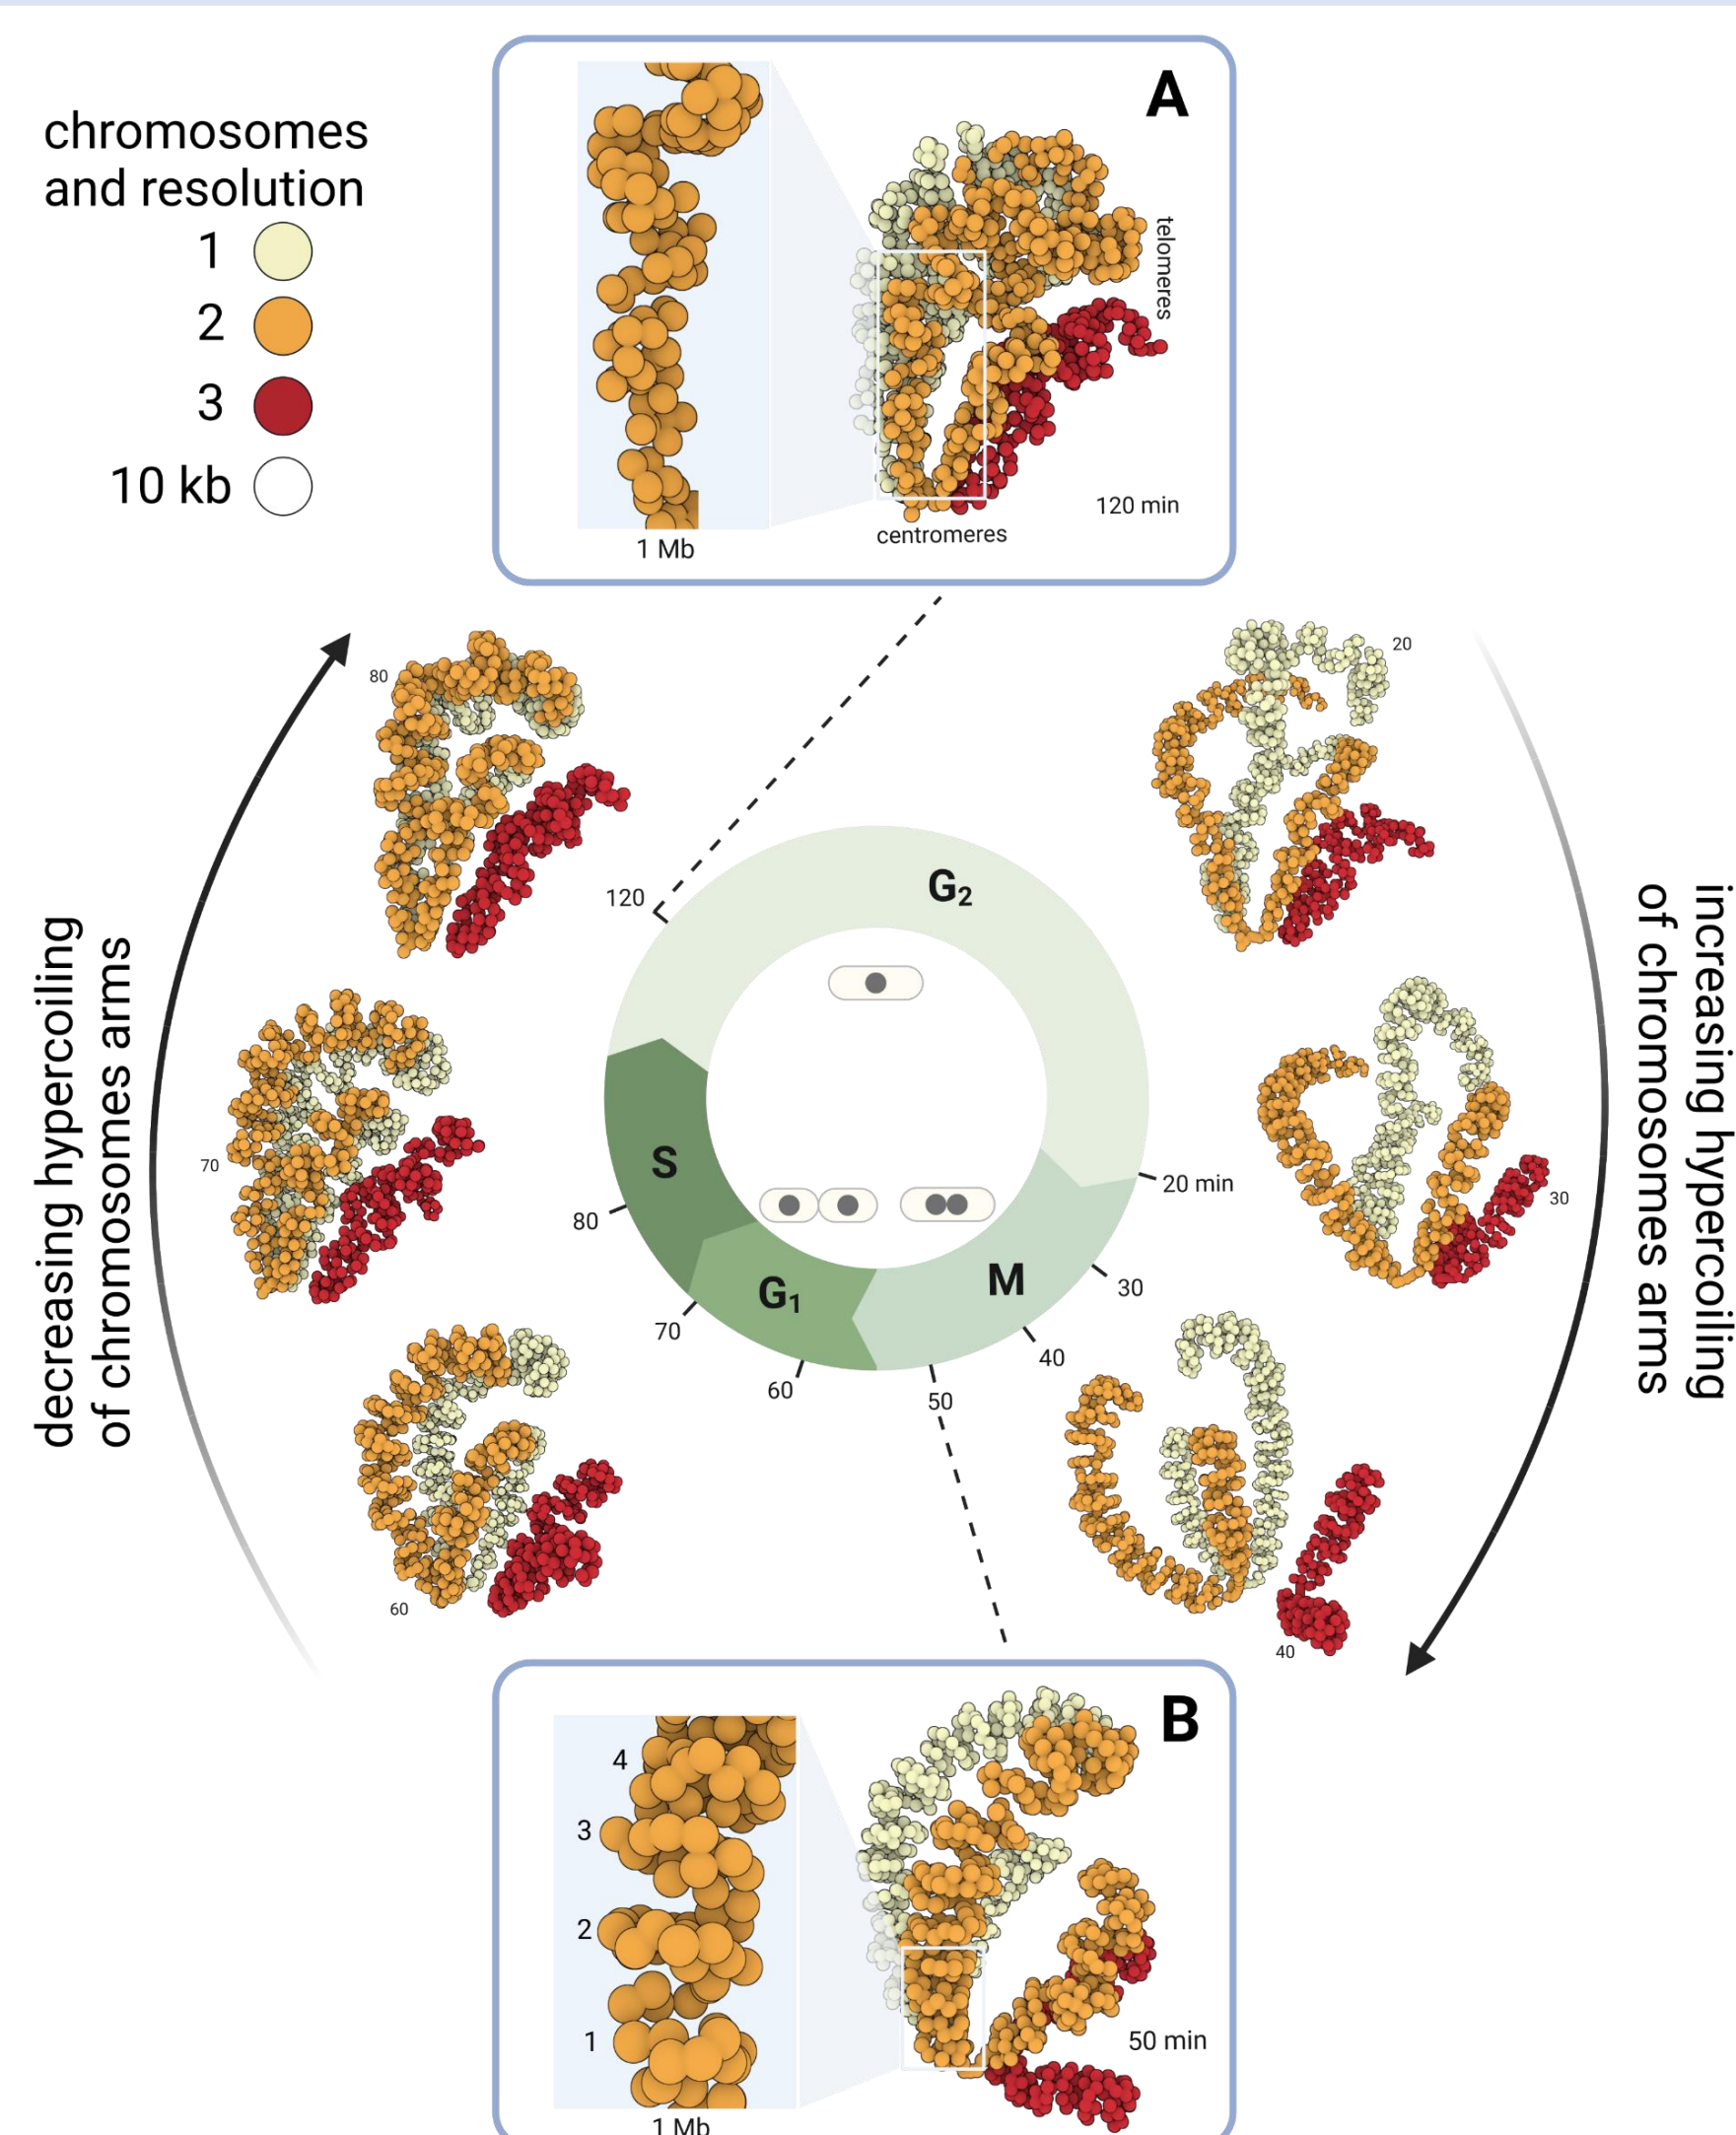 chromosomes
and resolution
1
2
3
10 kb
A
telomeres
120 min
centromeres
1 Mb
80
20
decreasing hypercoiling
of chromosomes arms
increasing hypercoiling
of chromosomes arms
120
G₂
70
30
S
20 min
80
M
30
G₁
70
40
60
50
60
40
B
4
3
2
1
50 min
1 Mb